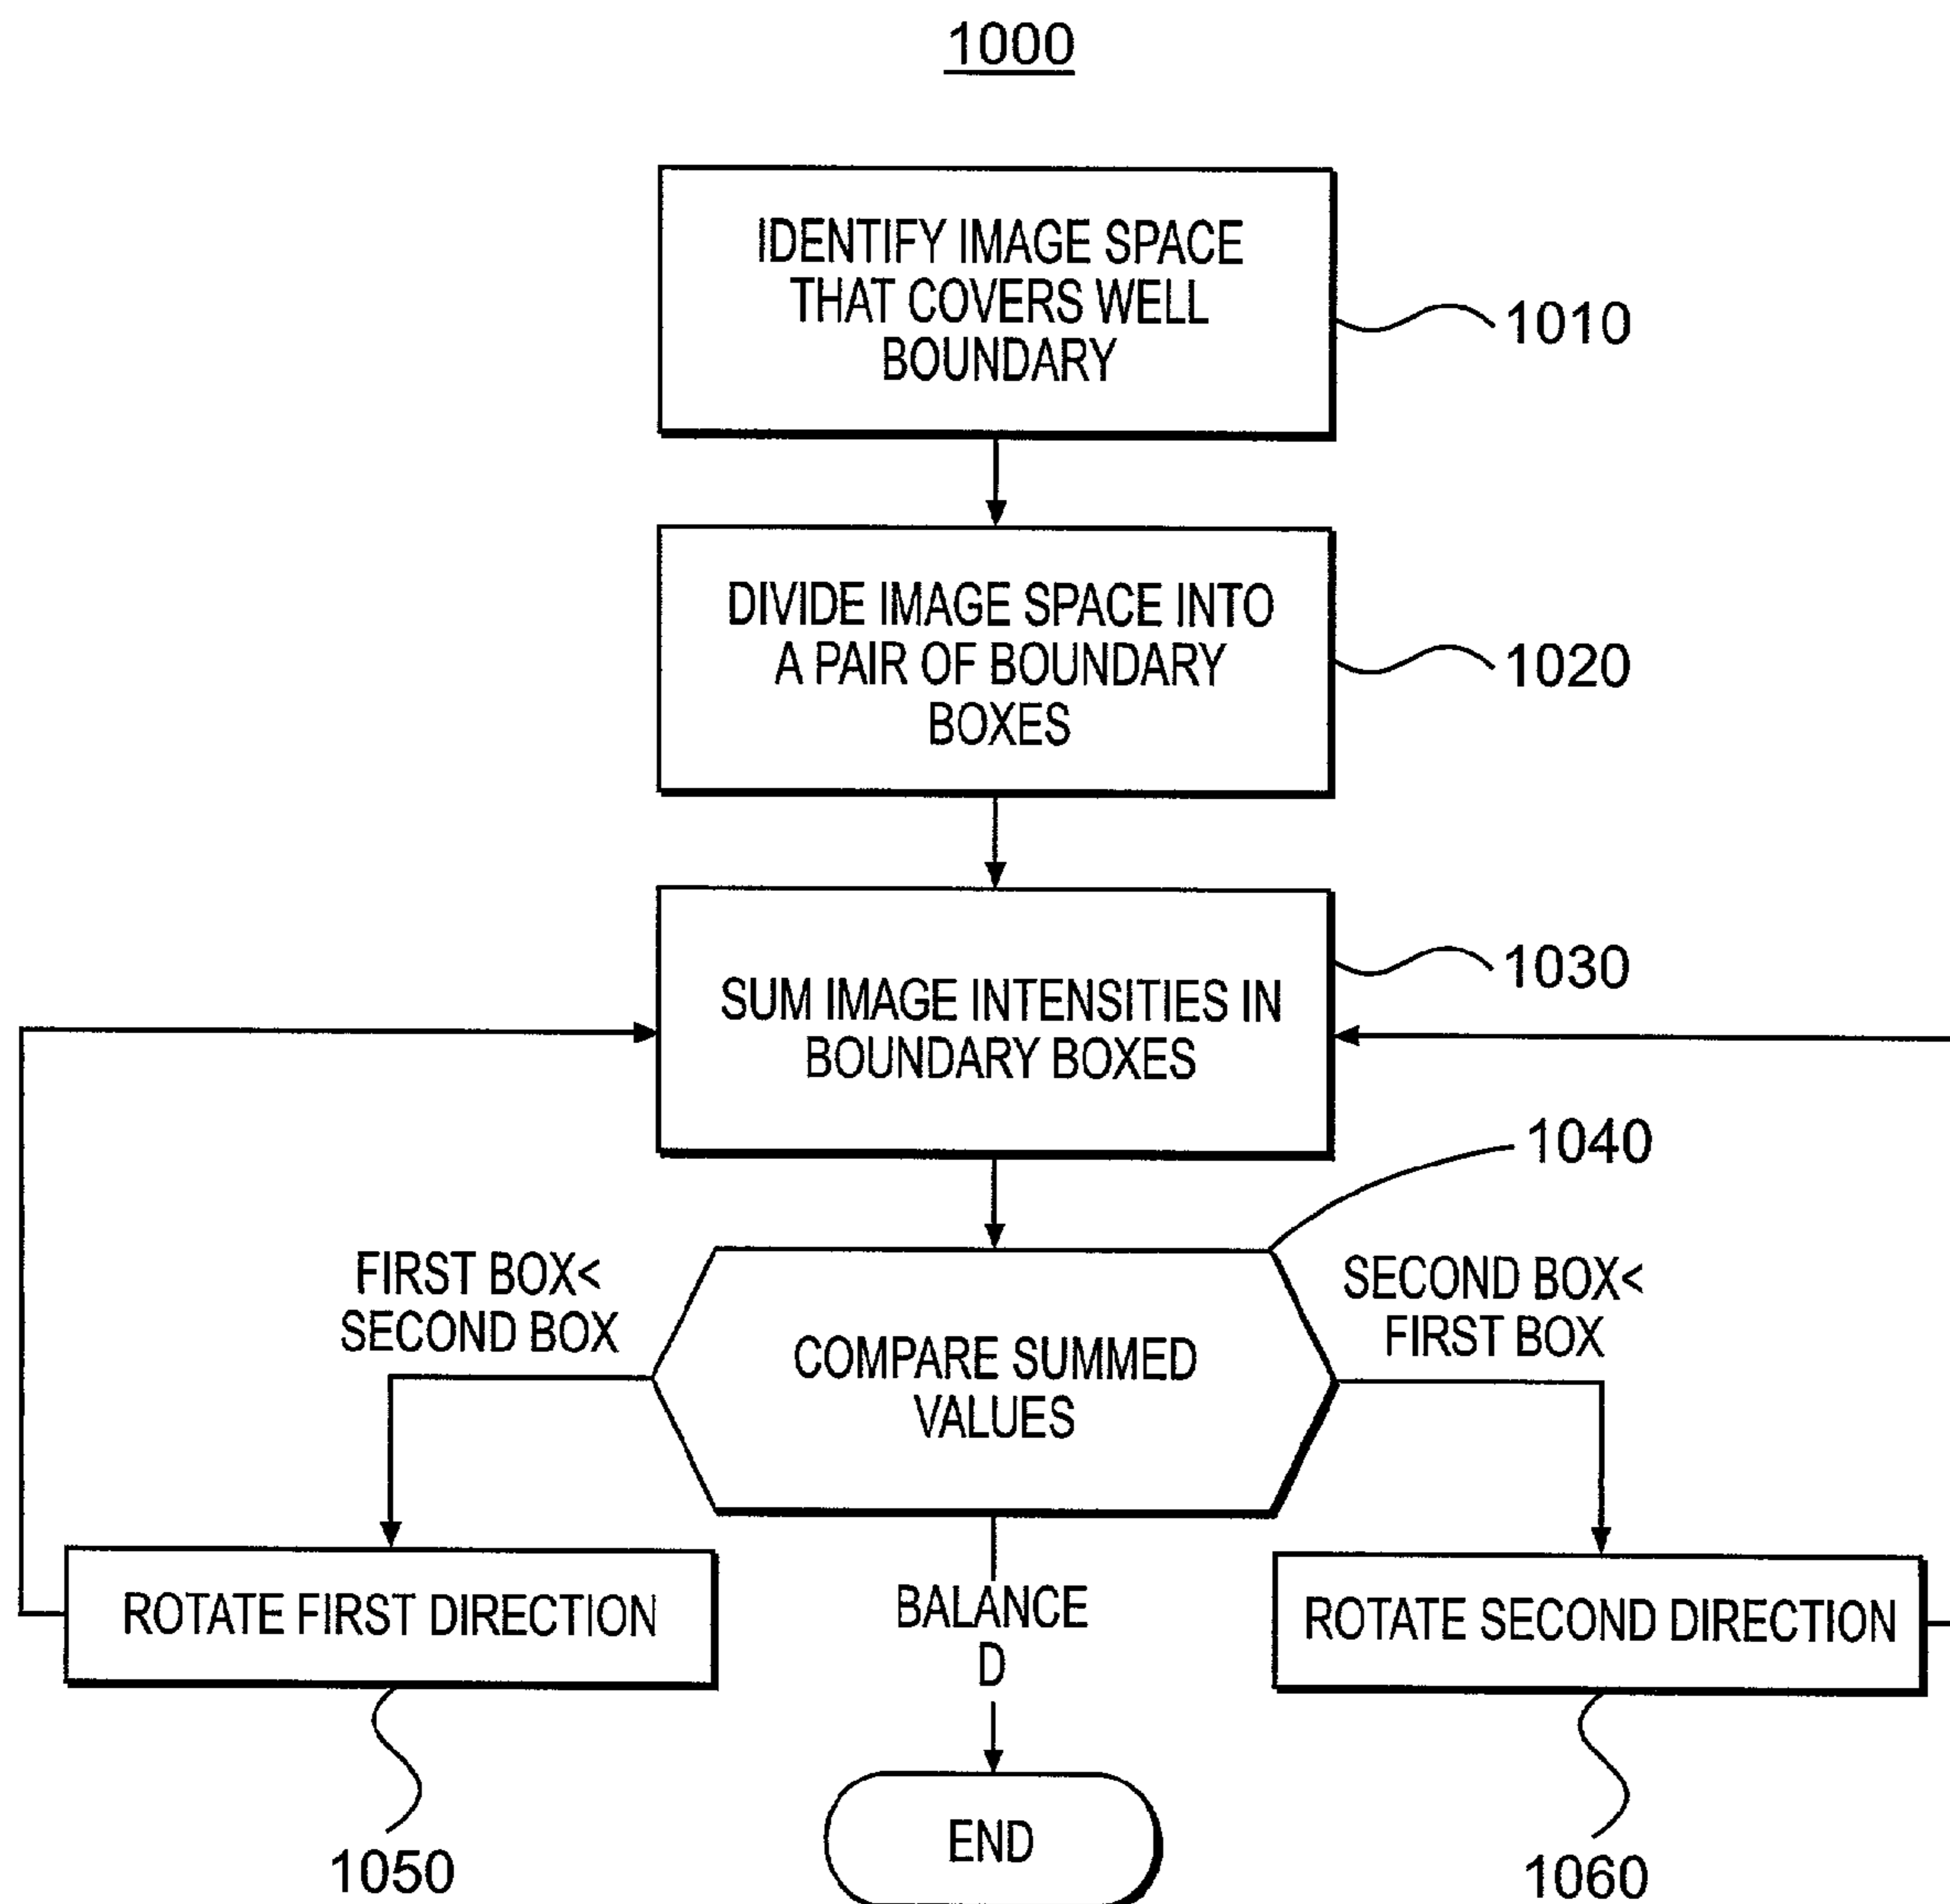 1000
IDENTIFY IMAGE SPACE
THAT COVERS WELL
BOUNDARY
1010
DIVIDE IMAGE SPACE INTO
A PAIR OF BOUNDARY
BOXES
1020
SUM IMAGE INTENSITIES IN
BOUNDARY BOXES
1030
1040
FIRST BOX<
SECOND BOX
COMPARE SUMMED
VALUES
SECOND BOX<
FIRST BOX
ROTATE FIRST DIRECTION
BALANCE
D
ROTATE SECOND DIRECTION
END
1050
1060